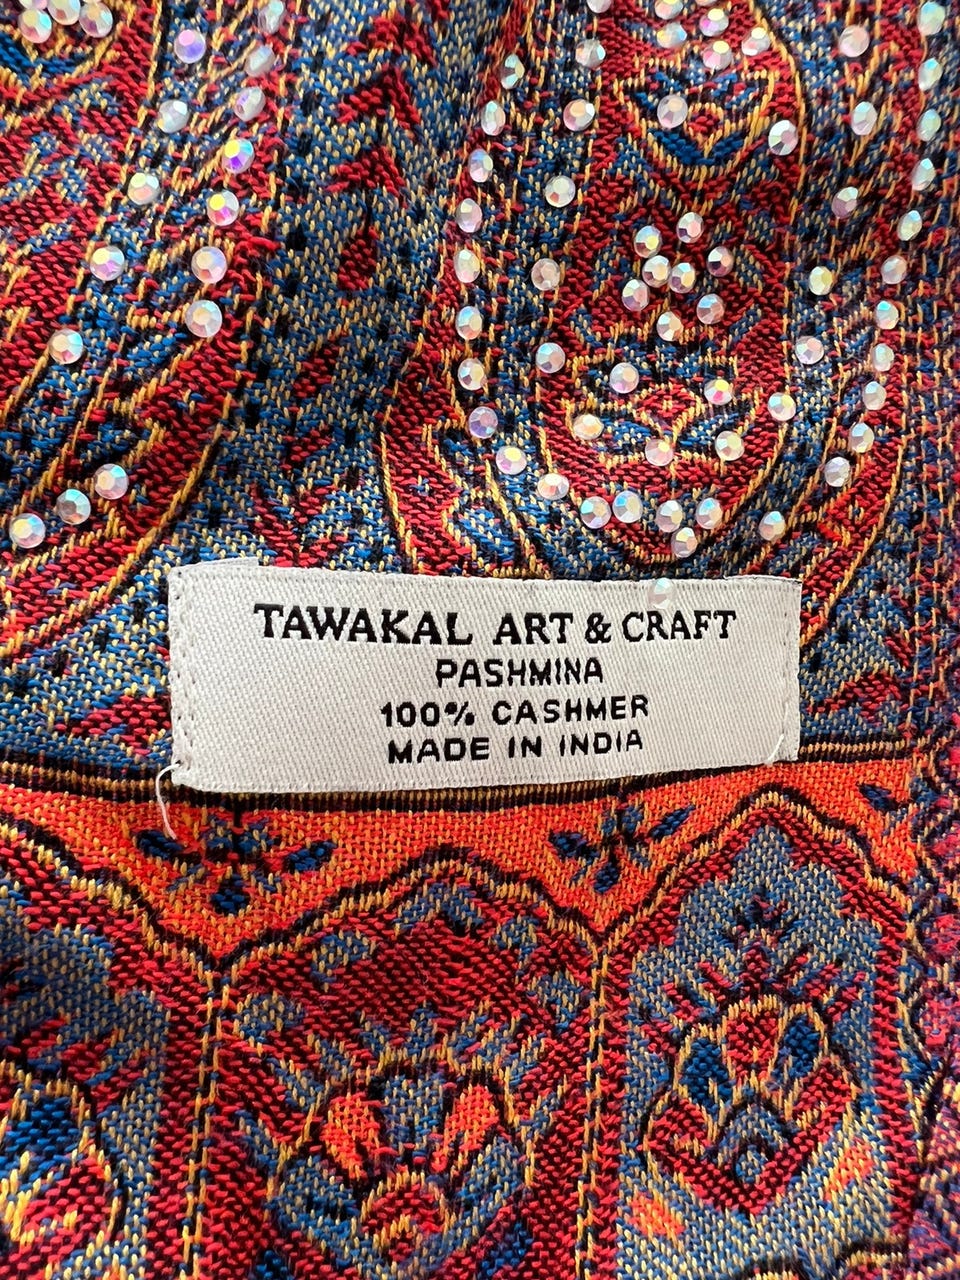 TAWAKAL ART & CRAFT
PASHMINA
100% CASHMER
MADE IN INDIA